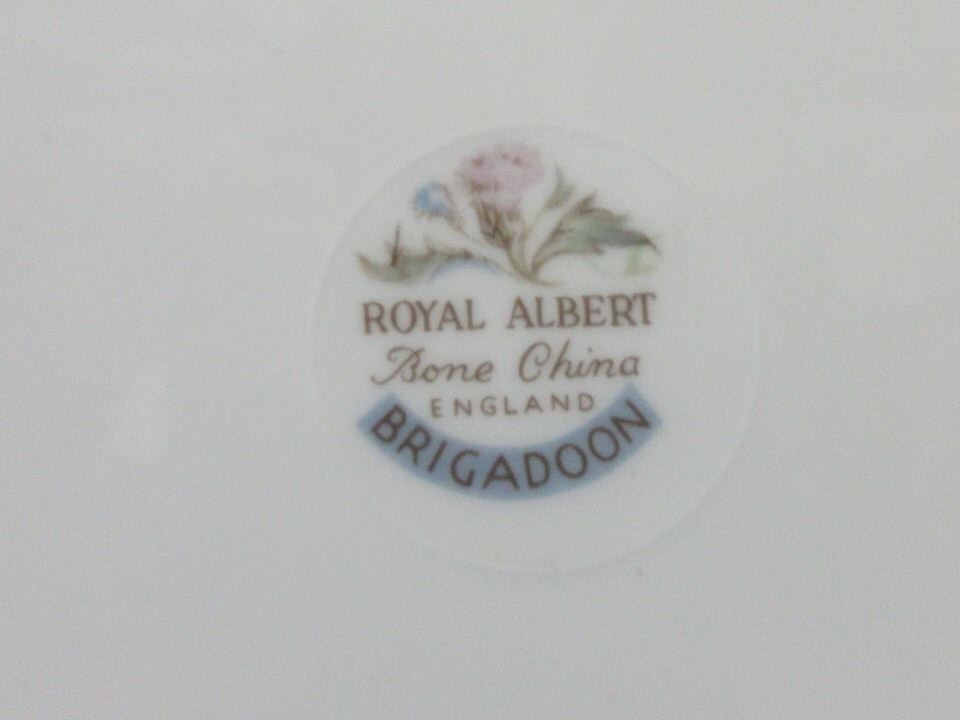 ROYAL ALBERT
Bone China
ENGLAND
BRIGADOON